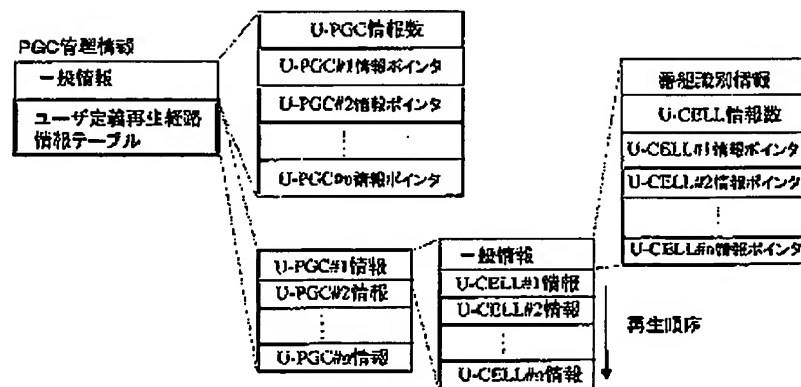 PGC管理情報
一般情報
ユーザ定義再生経路
情報テーブル
U-PGC情報数
U-PGC#1情報ポインタ
U-PGC#2情報ポインタ
⋮
U-PGC#n情報ポインタ
U-PGC#1情報
U-PGC#2情報
⋮
U-PGC#n情報
一般情報
U-CELL#1情報
U-CELL#2情報
⋮
U-CELL#n情報
番組識別情報
U-CELL情報数
U-CELL#1情報ポインタ
U-CELL#2情報ポインタ
⋮
U-CELL#n情報ポインタ
再生順序